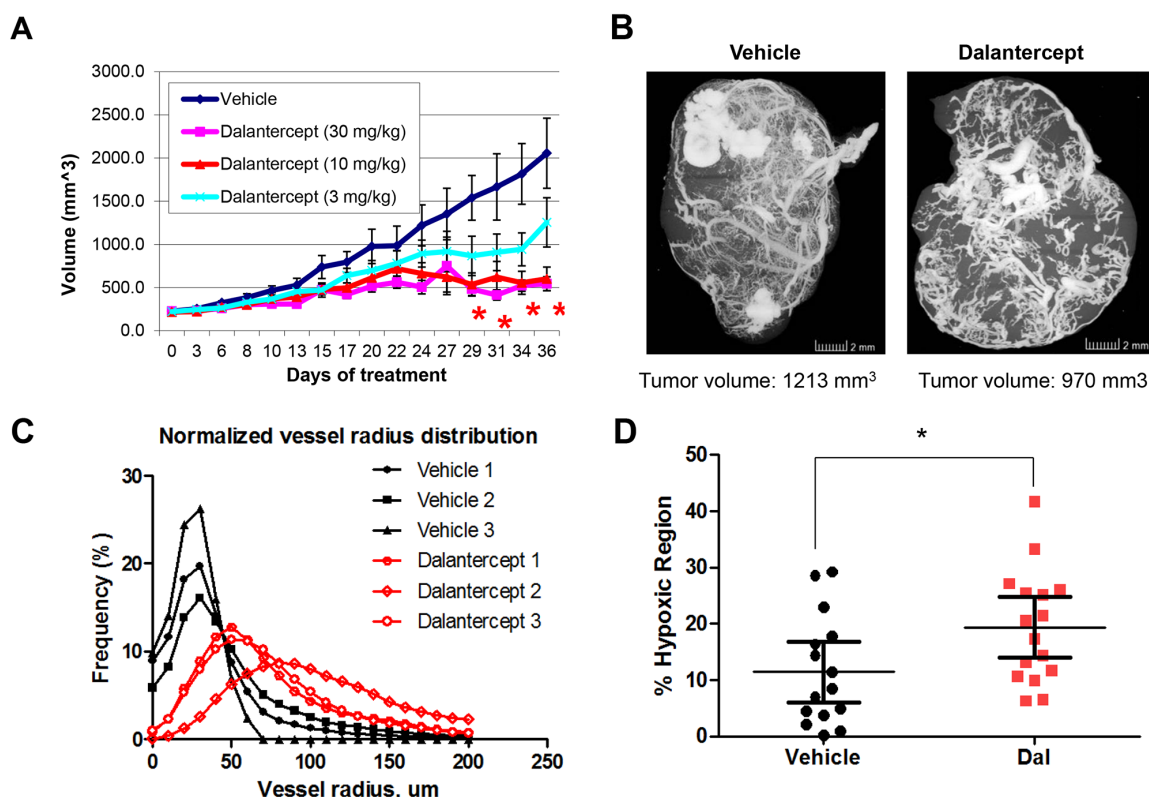 A
3000.0
2500.0
2000.0
1500.0
1000.0
500.0
0.0
Volume (mm^3)
Vehicle
Dalantercept (30 mg/kg)
Dalantercept (10 mg/kg)
Dalantercept (3 mg/kg)
* * * *
0 3 6 8 10 13 15 17 20 22 24 27 29 31 34 36
Days of treatment
B
Vehicle
Dalantercept
2 mm
2 mm
Tumor volume: 1213 mm³
Tumor volume: 970 mm3
C
Normalized vessel radius distribution
30
20
10
0
Frequency (%)
Vehicle 1
Vehicle 2
Vehicle 3
Dalantercept 1
Dalantercept 2
Dalantercept 3
0 50 100 150 200 250
Vessel radius, um
D
*
50
40
30
20
10
0
% Hypoxic Region
Vehicle Dal